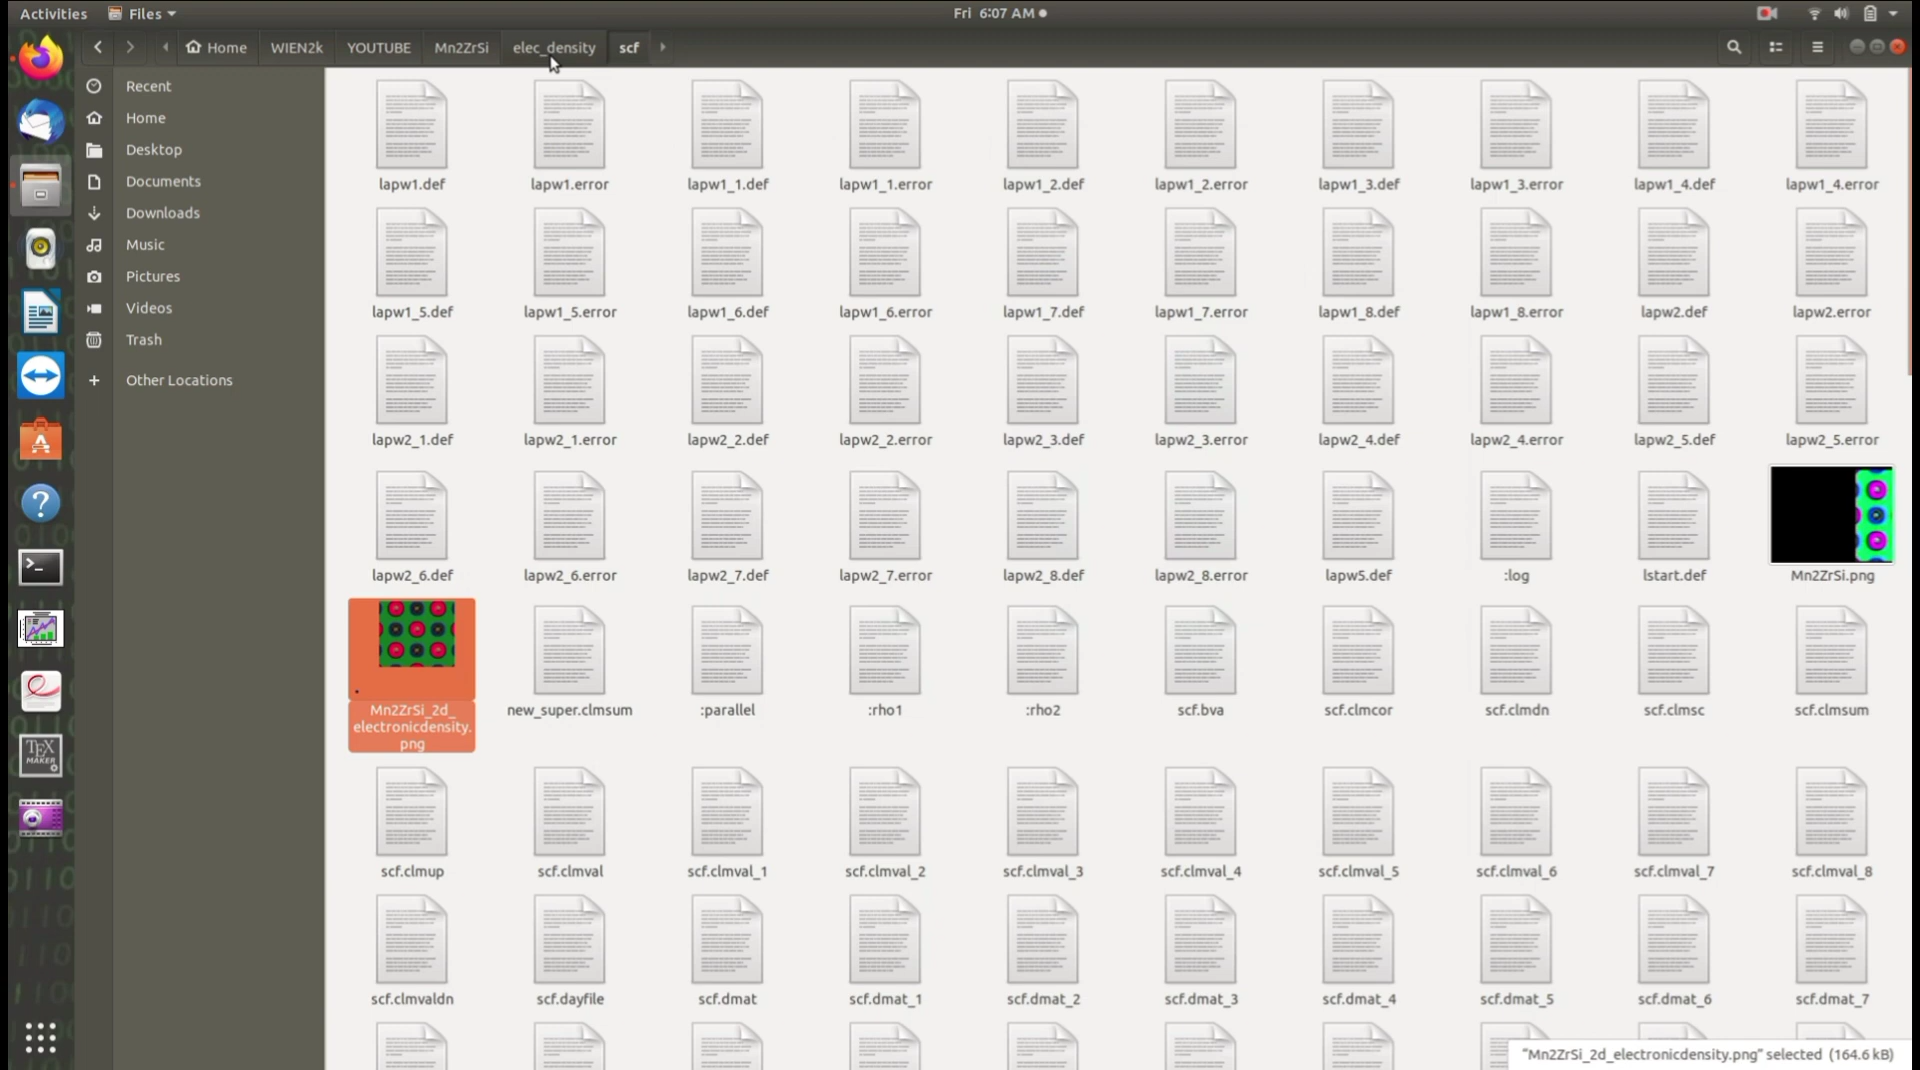 Activities Files Fri 6:07 AM
Home WIEN2k YOUTUBE Mn2ZrSi elec_density scf
Recent
Home
Desktop
Documents
Downloads
Music
Pictures
Videos
Trash
+ Other Locations
lapw1.def lapw1.error lapw1_1.def lapw1_1.error lapw1_2.def lapw1_2.error lapw1_3.def lapw1_3.error lapw1_4.def lapw1_4.error
lapw1_5.def lapw1_5.error lapw1_6.def lapw1_6.error lapw1_7.def lapw1_7.error lapw1_8.def lapw1_8.error lapw2.def lapw2.error
lapw2_1.def lapw2_1.error lapw2_2.def lapw2_2.error lapw2_3.def lapw2_3.error lapw2_4.def lapw2_4.error lapw2_5.def lapw2_5.error
lapw2_6.def lapw2_6.error lapw2_7.def lapw2_7.error lapw2_8.def lapw2_8.error lapw5.def :log lstart.def Mn2ZrSi.png
Mn2ZrSi_2d_ new_super.clmsum :parallel :rho1 :rho2 scf.bva scf.clmcor scf.clmdn scf.clmsc scf.clmsum
electronicdensity.
png
TEX
MAKER
scf.clmup scf.clmval scf.clmval_1 scf.clmval_2 scf.clmval_3 scf.clmval_4 scf.clmval_5 scf.clmval_6 scf.clmval_7 scf.clmval_8
scf.clmvaldn scf.dayfile scf.dmat scf.dmat_1 scf.dmat_2 scf.dmat_3 scf.dmat_4 scf.dmat_5 scf.dmat_6 scf.dmat_7
"Mn2ZrSi_2d_electronicdensity.png" selected (164.6 kB)